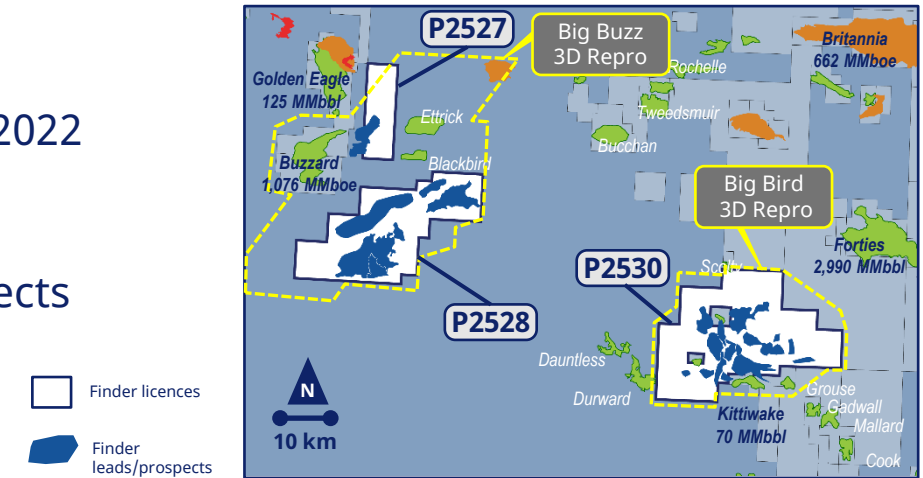 2022
ects
Finder licences
Finder
leads/prospects
P2527
Big Buzz
3D Repro
Britannia
662 MMboe
Golden Eagle
125 MMbbl
Rochelle
Ettrick
Tweedsmuir
Bucchan
Buzzard
1,076 MMboe
Blackbird
Big Bird
3D Repro
Forties
2,990 MMbbl
P2530
Scolty
P2528
Dauntless
Durward
N
10 km
Kittiwake
70 MMbbl
Grouse
Gadwall
Mallard
Cook